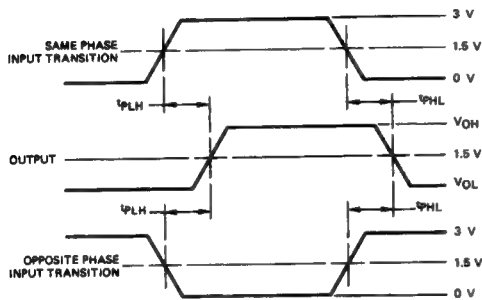 3 V
SAME PHASE
INPUT TRANSITION
1.5 V
0 V
tPLH
tPHL
VOH
OUTPUT
1.5 V
VOL
tPLH
tPHL
3 V
OPPOSITE PHASE
INPUT TRANSITION
1.5 V
0 V